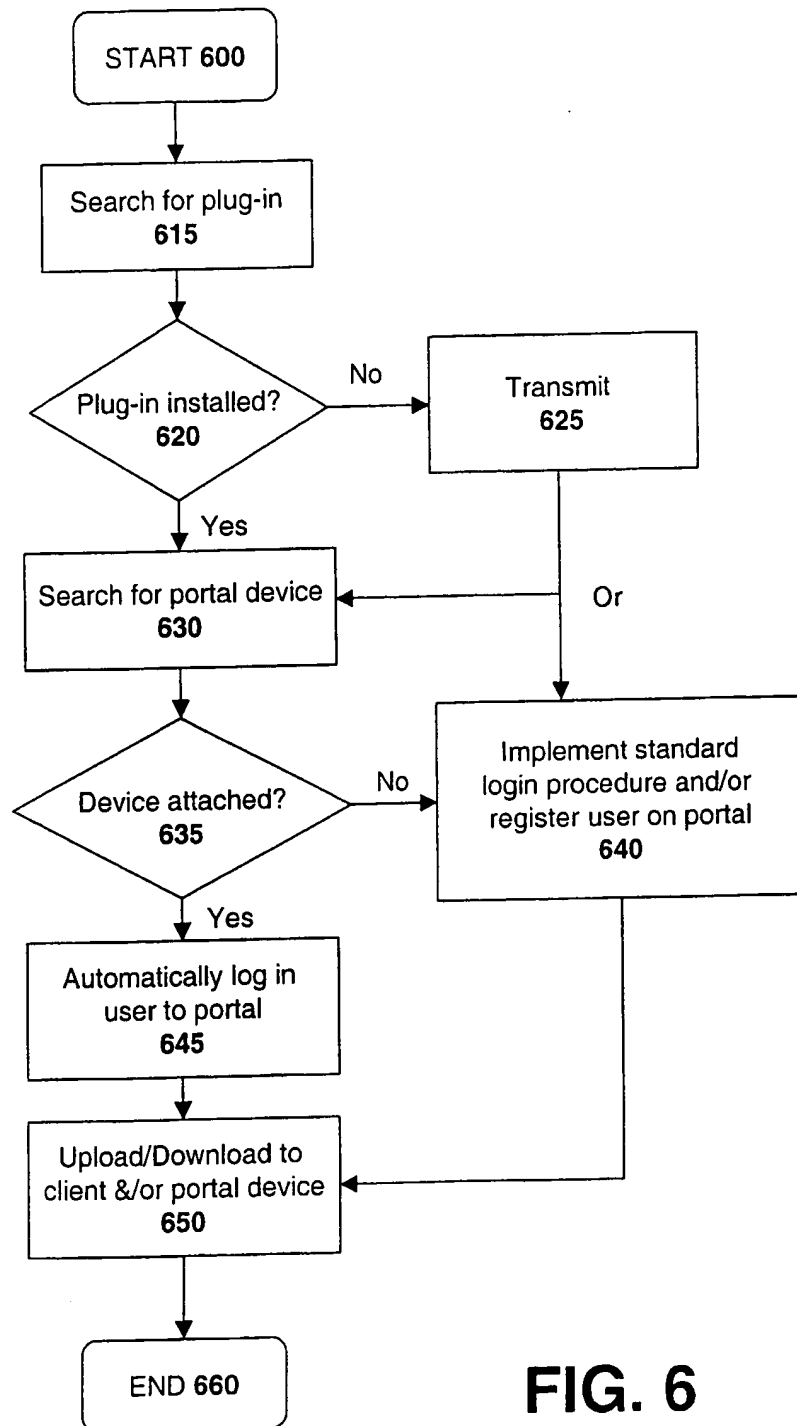 START 600
Search for plug-in
615
Plug-in installed?
620
No
Transmit
625
Yes
Search for portal device
630
Or
Device attached?
635
No
Implement standard
login procedure and/or
register user on portal
640
Yes
Automatically log in
user to portal
645
Upload/Download to
client &/or portal device
650
END 660
FIG. 6